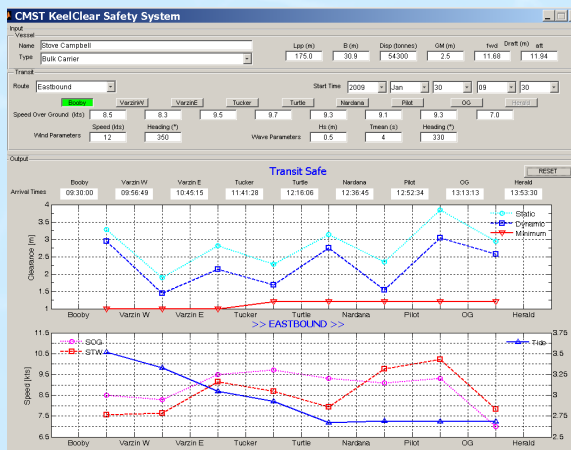 CMST KeelClear Safety System
Input
Vessel
Name Stove Campbell
Type Bulk Carrier
Lpp (m) B (m) Disp (tonnes) GM (m) fwd Draft (m) aft
175.0 30.9 54300 2.5 11.68 11.94
Transit
Route Eastbound
Start Time 2009 Jan 30 09 30
Booby VarzinW VarzinE Tucker Turtle Nardana Pilot OG Herald
Speed Over Ground (kts) 8.5 8.3 9.5 9.7 9.3 9.1 9.3 7.0
Speed (kts) Heading (°) Hs (m) Tmean (s) Heading (°)
Wind Parameters 12 350 Wave Parameters 0.5 4 330
Output
Transit Safe
RESET
Booby Varzin W Varzin E Tucker Turtle Nardana Pilot OG Herald
Arrival Times 09:30:00 09:56:49 10:45:15 11:41:28 12:16:06 12:36:45 12:52:34 13:13:13 13:53:30
Clearance (m)
4
3.5
3
2.5
2
1.5
1
Static
Dynamic
Minimum
Booby Varzin W Varzin E Tucker Turtle Nardana Pilot OG Herald
>> EASTBOUND >>
Speed (kts)
11.5
10.5
9.5
8.5
7.5
6.5
SOG
STW
Tide
3.75
3.5
3.25
3
2.75
2.5
Booby Varzin W Varzin E Tucker Turtle Nardana Pilot OG Herald